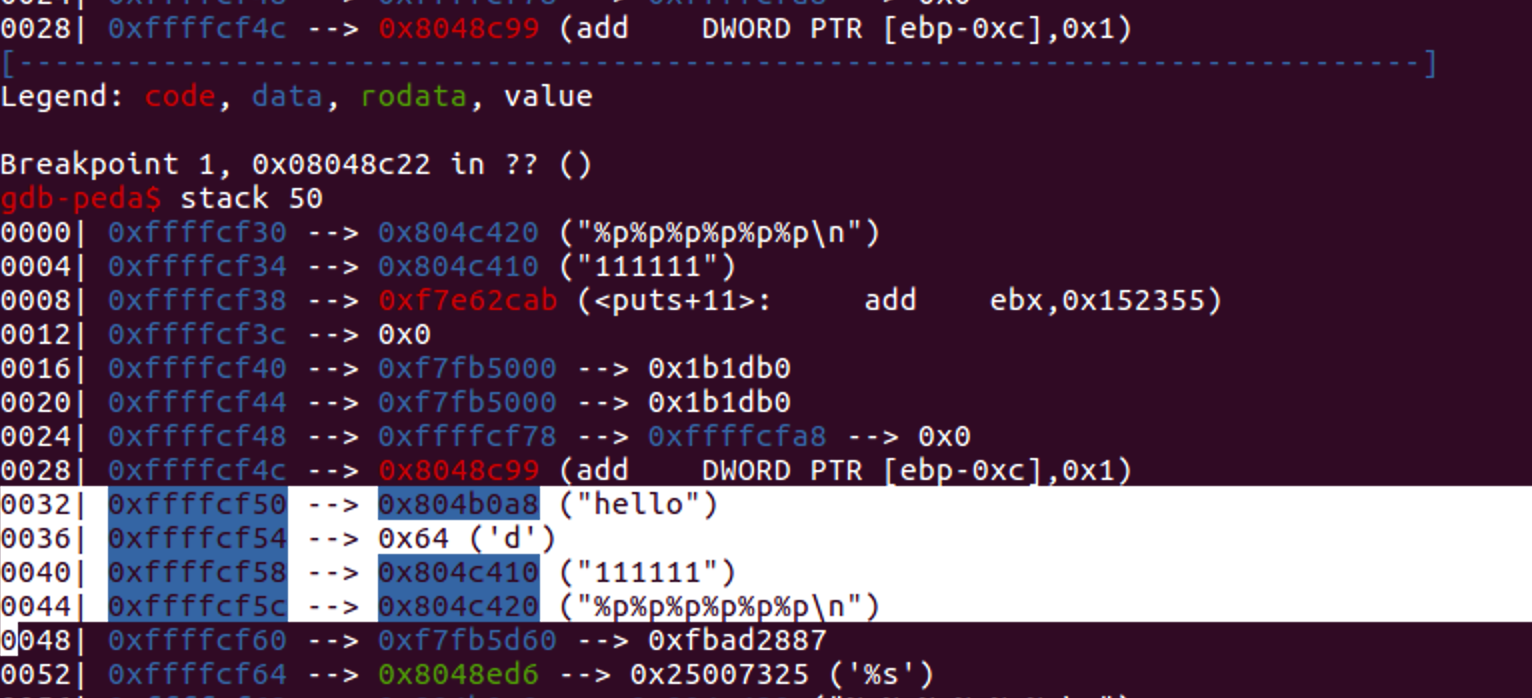 0028| 0xffffcf4c --> 0x8048c99 (add    DWORD PTR [ebp-0xc],0x1)
[------------------------------------------------------------------------------]
Legend: code, data, rodata, value
Breakpoint 1, 0x08048c22 in ?? ()
gdb-peda$ stack 50
0000| 0xffffcf30 --> 0x804c420 ("%p%p%p%p%p%p\n")
0004| 0xffffcf34 --> 0x804c410 ("111111")
0008| 0xffffcf38 --> 0xf7e62cab (<puts+11>:     add    ebx,0x152355)
0012| 0xffffcf3c --> 0x0
0016| 0xffffcf40 --> 0xf7fb5000 --> 0x1b1db0
0020| 0xffffcf44 --> 0xf7fb5000 --> 0x1b1db0
0024| 0xffffcf48 --> 0xffffcf78 --> 0xffffcfa8 --> 0x0
0028| 0xffffcf4c --> 0x8048c99 (add    DWORD PTR [ebp-0xc],0x1)
0032| 0xffffcf50 --> 0x804b0a8 ("hello")
0036| 0xffffcf54 --> 0x64 ('d')
0040| 0xffffcf58 --> 0x804c410 ("111111")
0044| 0xffffcf5c --> 0x804c420 ("%p%p%p%p%p%p\n")
0048| 0xffffcf60 --> 0xf7fb5d60 --> 0xfbad2887
0052| 0xffffcf64 --> 0x8048ed6 --> 0x25007325 ('%s')